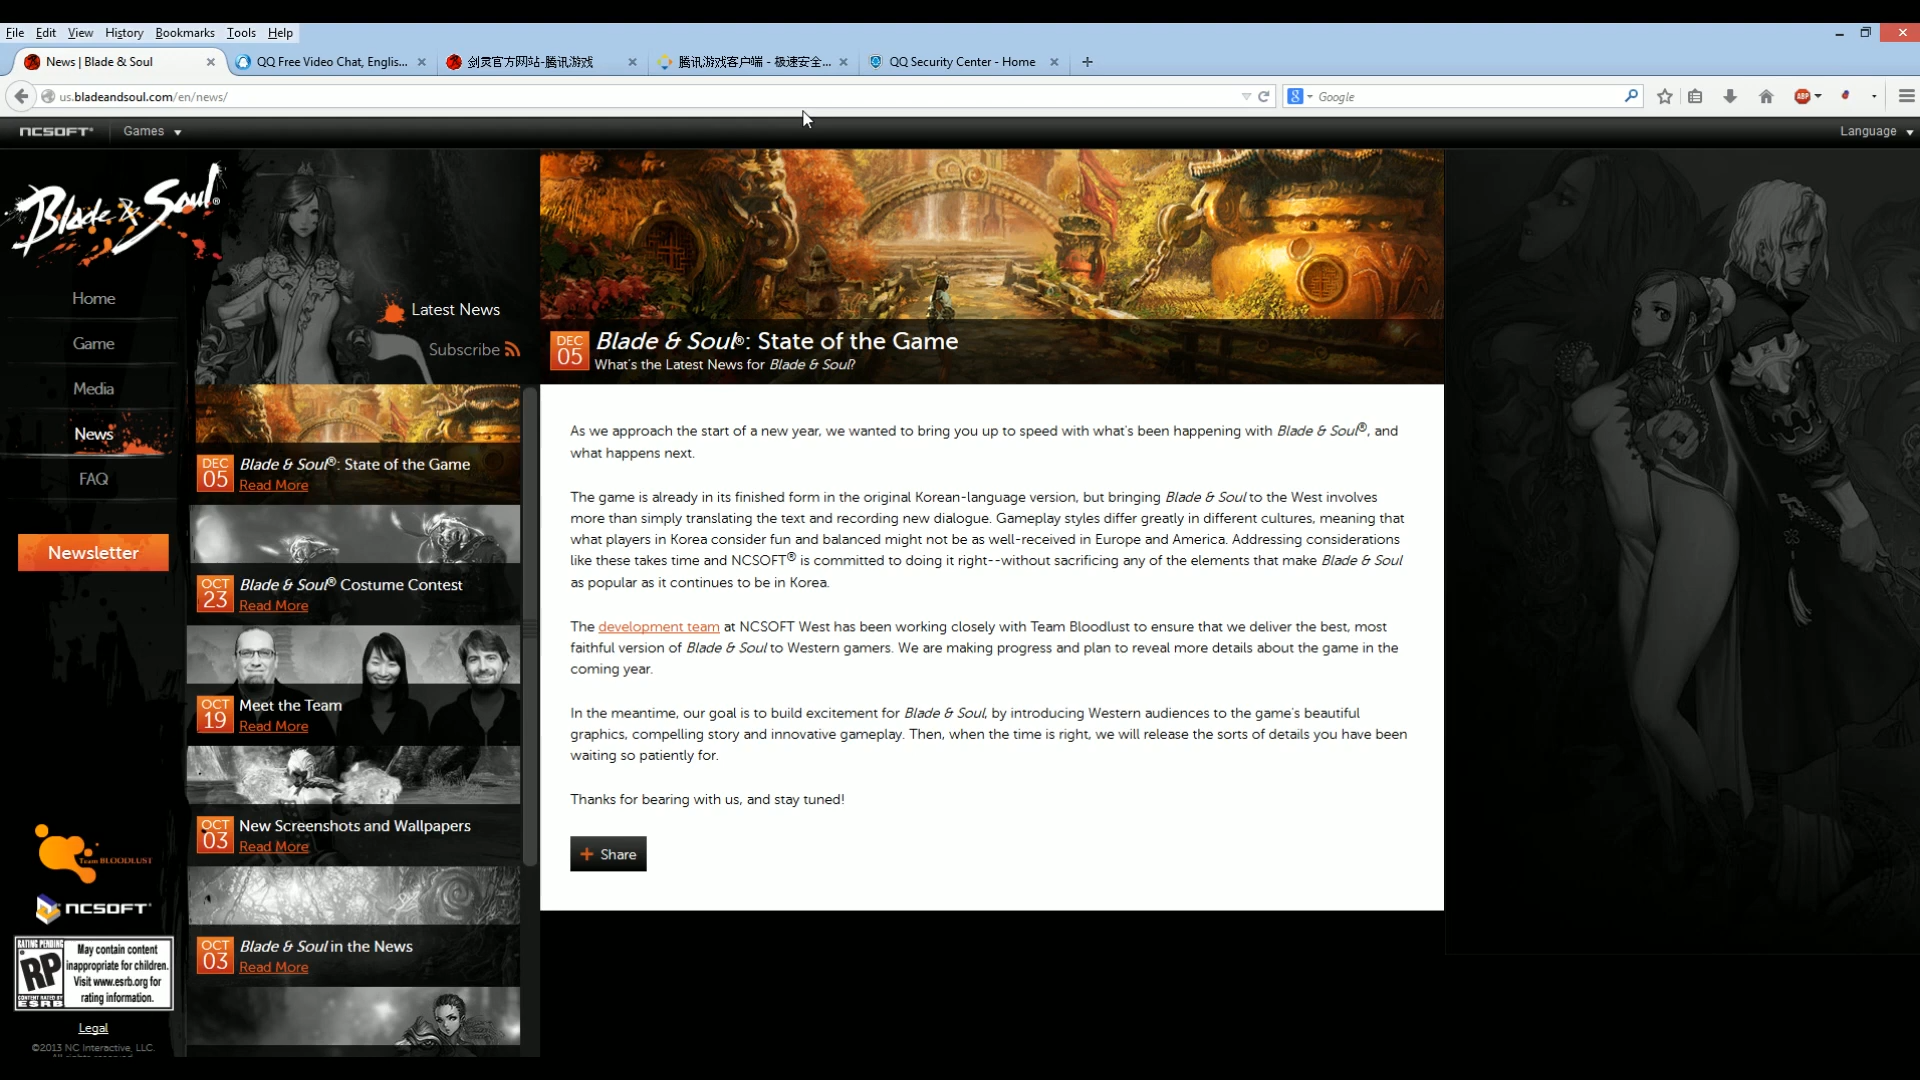 File Edit View History Bookmarks Tools Help
News | Blade & Soul
QQ Free Video Chat, Englis...
剑灵官方网站-腾讯游戏
腾讯游戏客户端 - 极速安全...
QQ Security Center - Home
us.bladeandsoul.com/en/news/
Google
ABP
NCSOFT
Games
Language
Blade & Soul®
Home
Game
Media
News
FAQ
Newsletter
Team BLOODLUST
NCSOFT
RATING PENDING
RP
CONTENT RATED BY
ESRB
May contain content
inappropriate for children.
Visit www.esrb.org for
rating information.
Legal
©2013 NC Interactive, LLC.
All rights reserved.
Latest News
Subscribe
DEC
05
Blade & Soul®: State of the Game
Read More
OCT
23
Blade & Soul® Costume Contest
Read More
OCT
19
Meet the Team
Read More
OCT
03
New Screenshots and Wallpapers
Read More
OCT
03
Blade & Soul in the News
Read More
DEC
05
Blade & Soul®: State of the Game
What's the Latest News for Blade & Soul?
As we approach the start of a new year, we wanted to bring you up to speed with what's been happening with Blade & Soul®, and
what happens next.
The game is already in its finished form in the original Korean-language version, but bringing Blade & Soul to the West involves
more than simply translating the text and recording new dialogue. Gameplay styles differ greatly in different cultures, meaning that
what players in Korea consider fun and balanced might not be as well-received in Europe and America. Addressing considerations
like these takes time and NCSOFT® is committed to doing it right--without sacrificing any of the elements that make Blade & Soul
as popular as it continues to be in Korea.
The development team at NCSOFT West has been working closely with Team Bloodlust to ensure that we deliver the best, most
faithful version of Blade & Soul to Western gamers. We are making progress and plan to reveal more details about the game in the
coming year.
In the meantime, our goal is to build excitement for Blade & Soul, by introducing Western audiences to the game's beautiful
graphics, compelling story and innovative gameplay. Then, when the time is right, we will release the sorts of details you have been
waiting so patiently for.
Thanks for bearing with us, and stay tuned!
Share